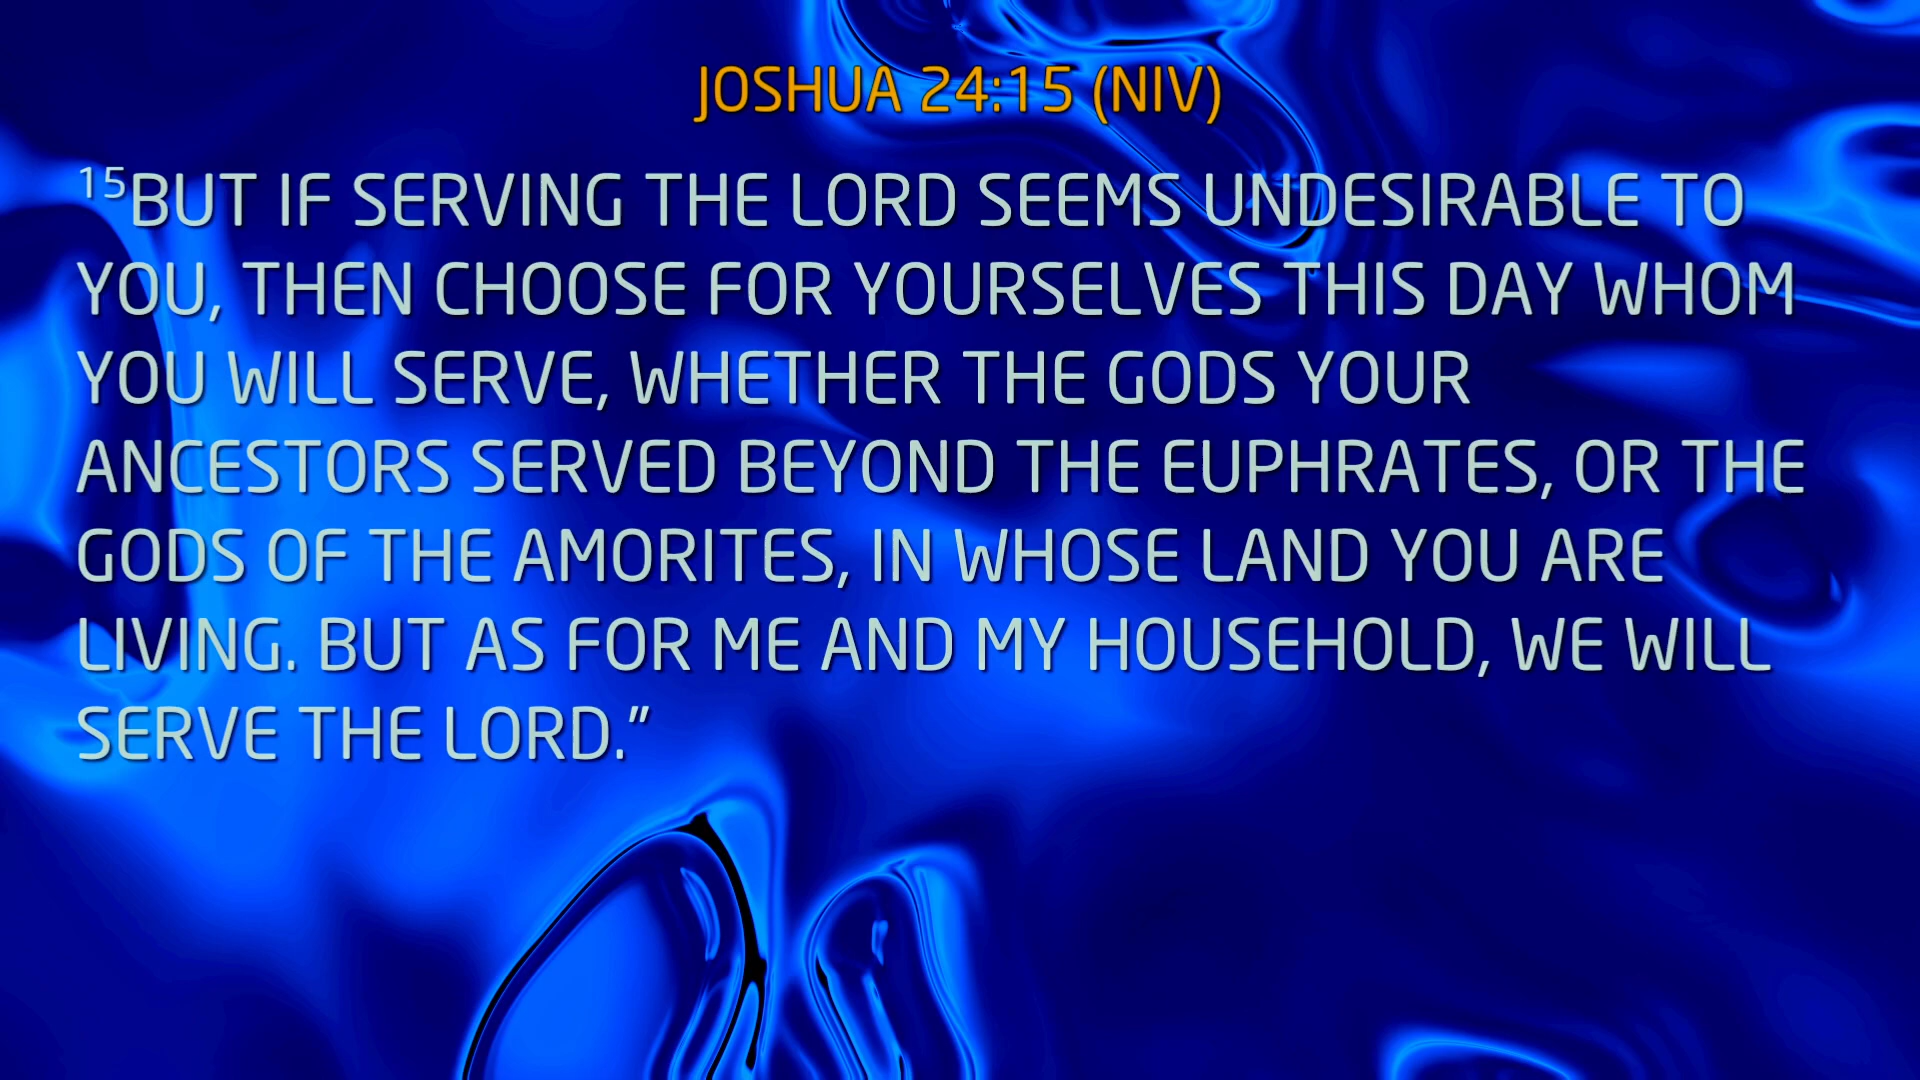 JOSHUA 24:15 (NIV)
15BUT IF SERVING THE LORD SEEMS UNDESIRABLE TO
YOU, THEN CHOOSE FOR YOURSELVES THIS DAY WHOM
YOU WILL SERVE, WHETHER THE GODS YOUR
ANCESTORS SERVED BEYOND THE EUPHRATES, OR THE
GODS OF THE AMORITES, IN WHOSE LAND YOU ARE
LIVING. BUT AS FOR ME AND MY HOUSEHOLD, WE WILL
SERVE THE LORD.”